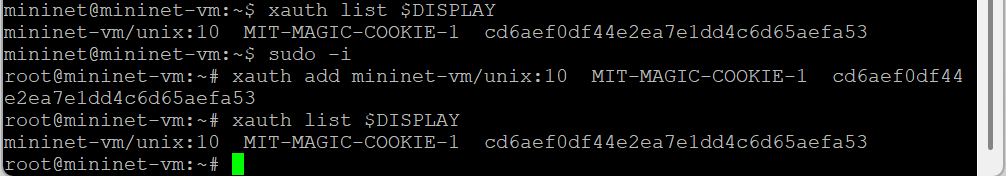 mininet@mininet-vm:~$ xauth list $DISPLAY
mininet-vm/unix:10  MIT-MAGIC-COOKIE-1  cd6aef0df44e2ea7e1dd4c6d65aefa53
mininet@mininet-vm:~$ sudo -i
root@mininet-vm:~# xauth add mininet-vm/unix:10  MIT-MAGIC-COOKIE-1  cd6aef0df44
e2ea7e1dd4c6d65aefa53
root@mininet-vm:~# xauth list $DISPLAY
mininet-vm/unix:10  MIT-MAGIC-COOKIE-1  cd6aef0df44e2ea7e1dd4c6d65aefa53
root@mininet-vm:~#